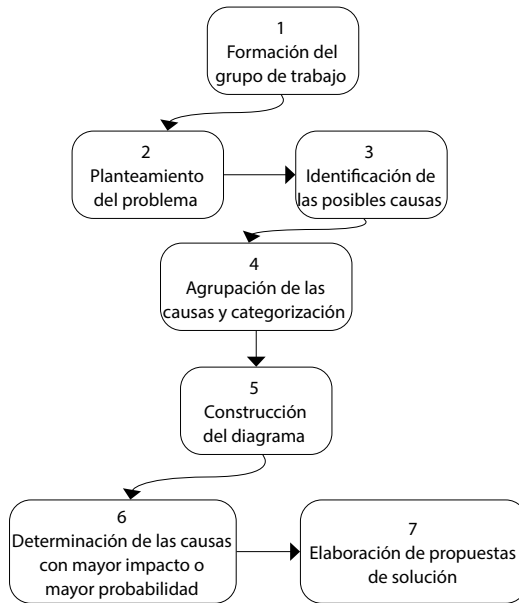 1
Formación del
grupo de trabajo
2
Planteamiento
del problema
3
Identificación de
las posibles causas
4
Agrupación de las
causas y categorización
5
Construcción
del diagrama
6
Determinación de las causas
con mayor impacto o
mayor probabilidad
7
Elaboración de propuestas
de solución